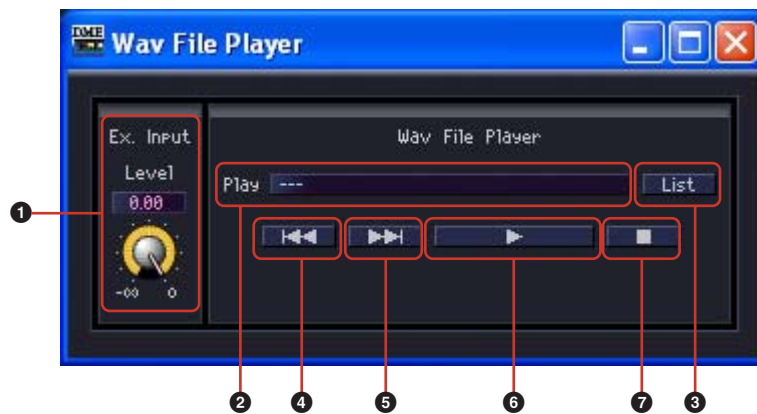 DME
Wav File Player
Ex. Input
Wav File Player
Level
Play ---
List
0.00
-∞ 0
1
2 4 5 6 7 3